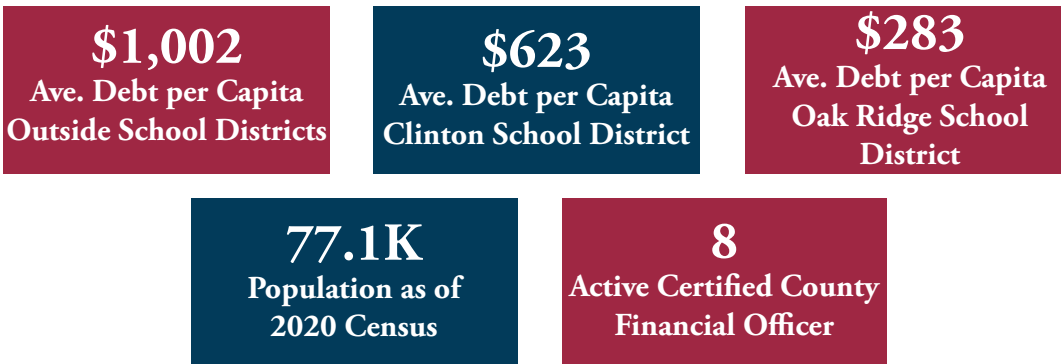 $1,002
Ave. Debt per Capita
Outside School Districts
$623
Ave. Debt per Capita
Clinton School District
$283
Ave. Debt per Capita
Oak Ridge School
District
77.1K
Population as of
2020 Census
8
Active Certified County
Financial Officer